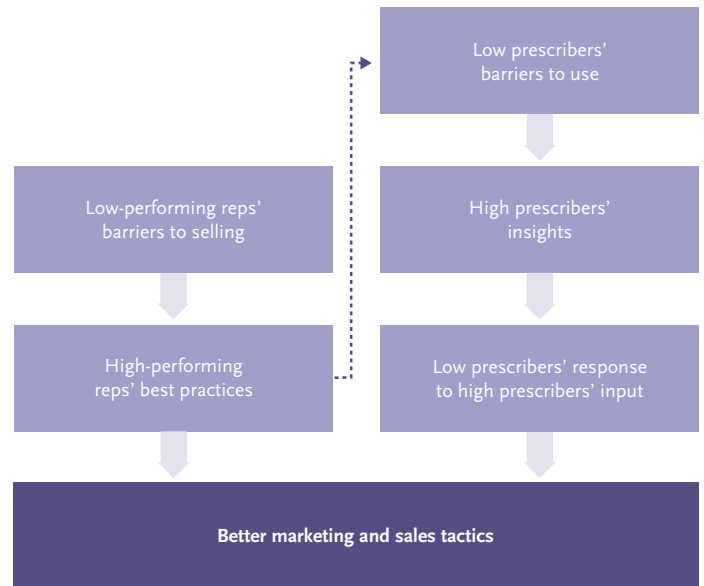 Low prescribers’
barriers to use
Low-performing reps’
barriers to selling
High prescribers’
insights
High-performing
reps’ best practices
Low prescribers’ response
to high prescribers’ input
Better marketing and sales tactics